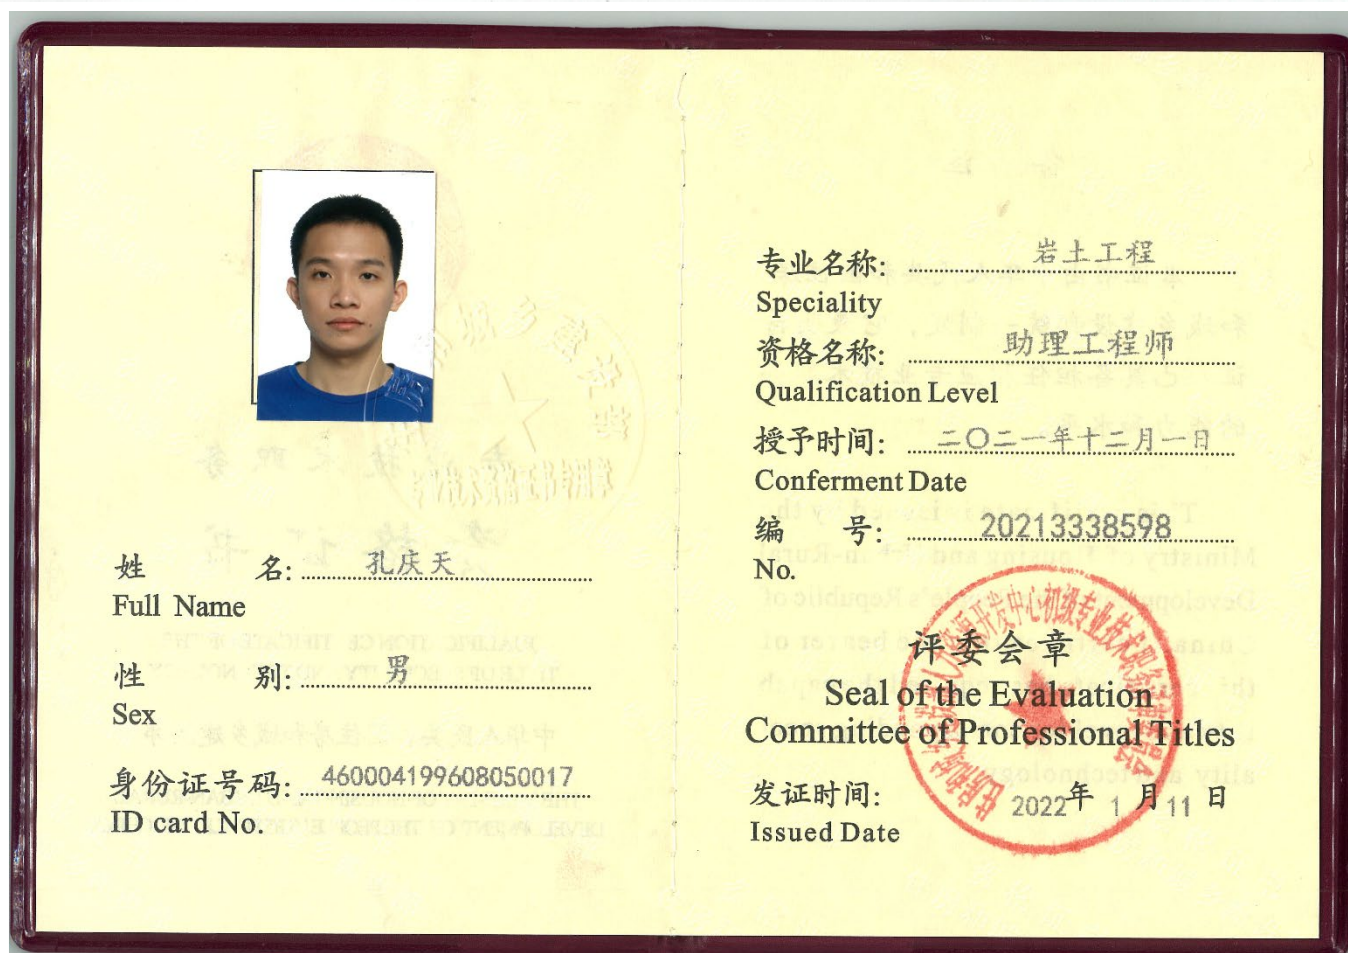 姓 名: 孔庆天
Full Name
性 别: 男
Sex
身份证号码: 460004199608050017
ID card No.
专业名称: 岩土工程
Speciality
资格名称: 助理工程师
Qualification Level
授予时间: 二〇二一年十二月一日
Conferment Date
编 号: 20213338598
No.
评委会章
Seal of the Evaluation
Committee of Professional Titles
发证时间: 2022年 1 月 11 日
Issued Date